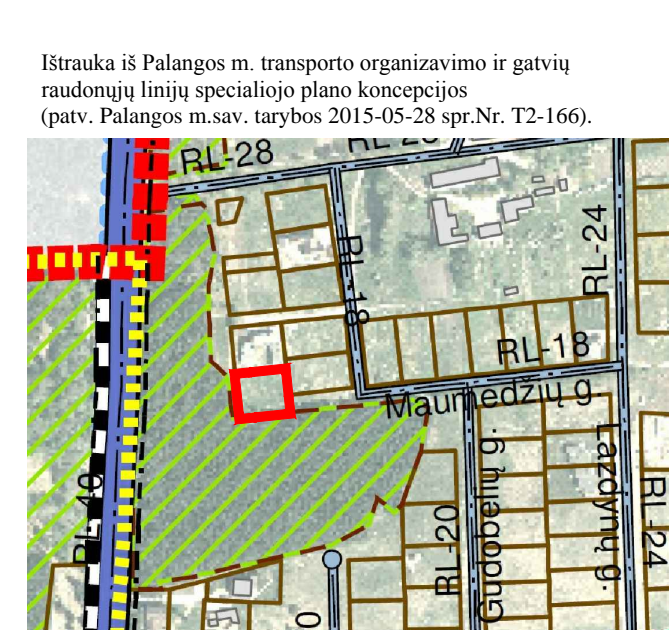 Ištrauka iš Palangos m. transporto organizavimo ir gatvių
raudonųjų linijų specialiojo plano koncepcijos
(patv. Palangos m.sav. tarybos 2015-05-28 spr.Nr. T2-166).
RL-28
RL-18
RL-24
RL-18
Maumedžių g.
RL-40
RL-20
Gudobelių g.
Lazdynų g.
RL-24
0